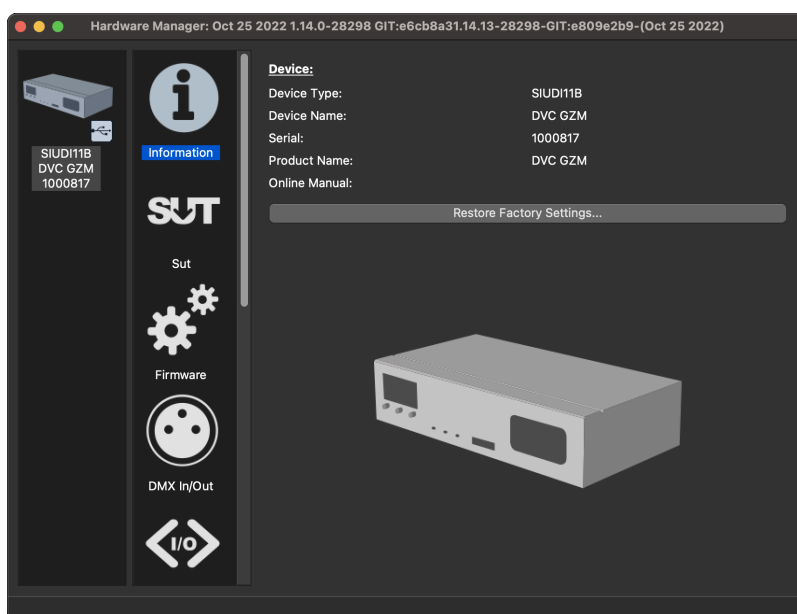 Hardware Manager: Oct 25 2022 1.14.0-28298 GIT:e6cb8a31.14.13-28298-GIT:e809e2b9-(Oct 25 2022)
SIUDI11B
DVC GZM
1000817
Information
SUT
Sut
Firmware
DMX In/Out
I/O
Device:
Device Type: SIUDI11B
Device Name: DVC GZM
Serial: 1000817
Product Name: DVC GZM
Online Manual:
Restore Factory Settings...